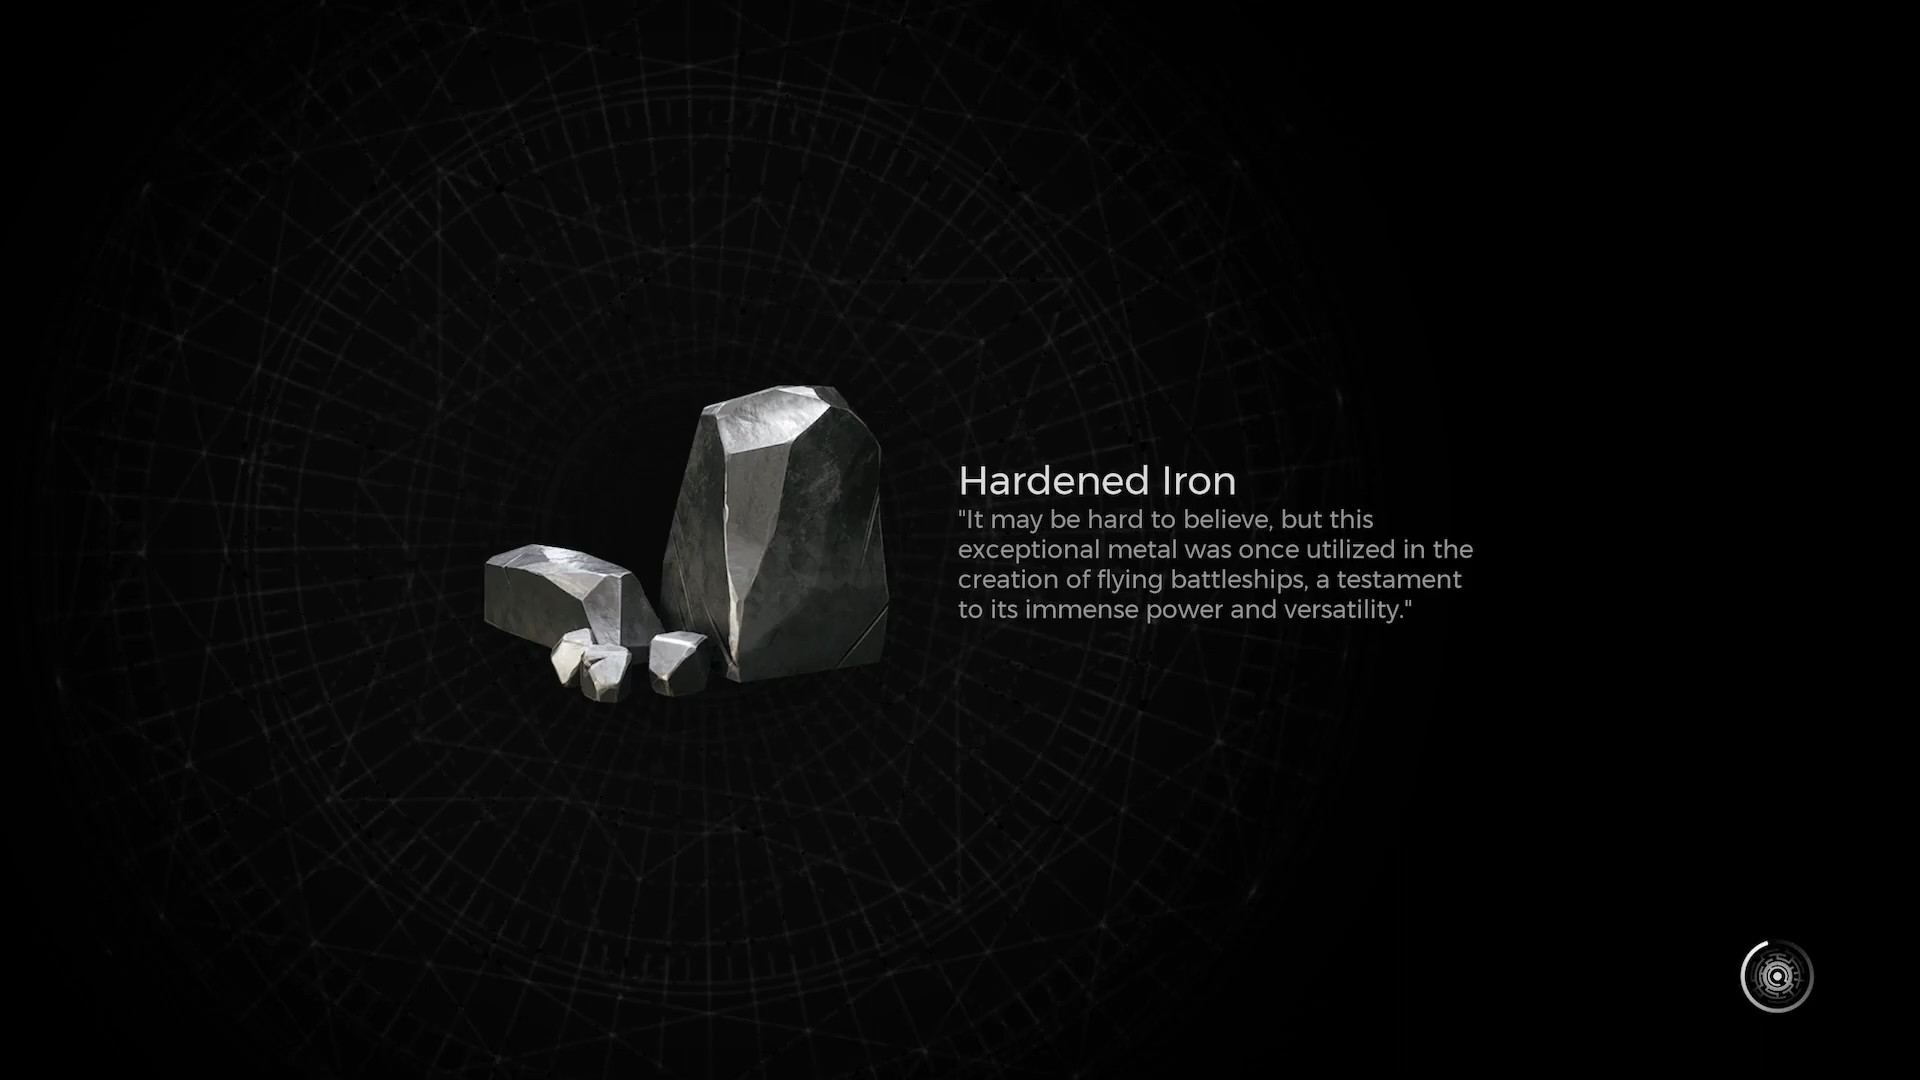 Hardened Iron
"It may be hard to believe, but this
exceptional metal was once utilized in the
creation of flying battleships, a testament
to its immense power and versatility."